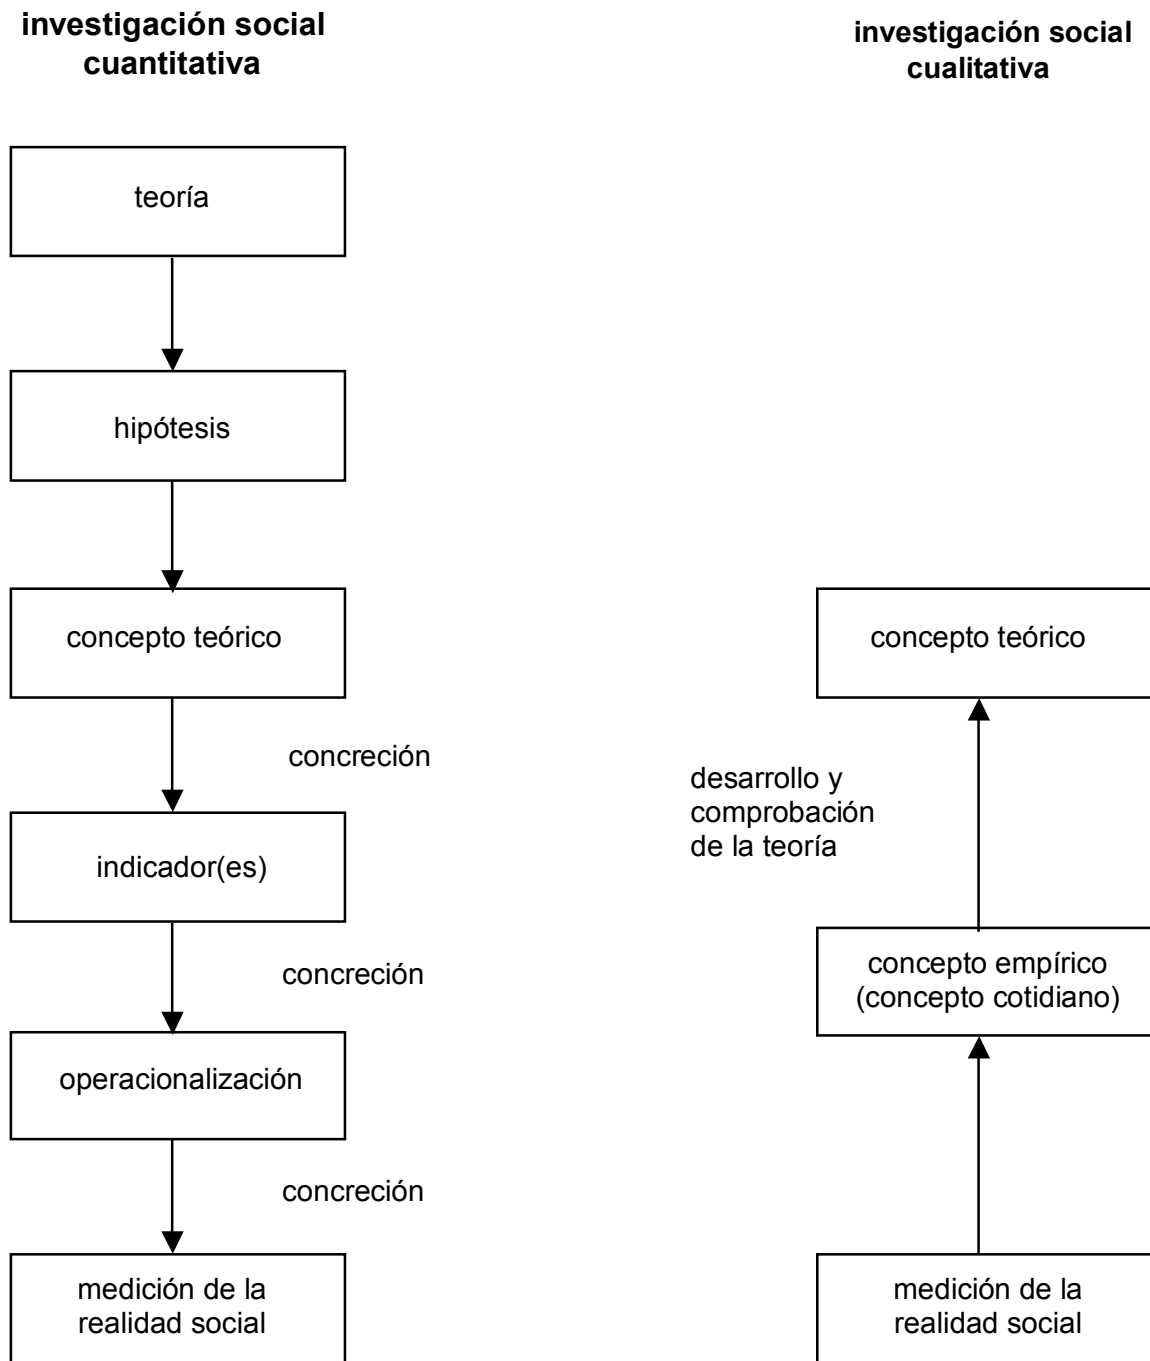 investigación social
cuantitativa
teoría
hipótesis
concepto teórico
concreción
indicador(es)
concreción
operacionalización
concreción
medición de la
realidad social
investigación social
cualitativa
concepto teórico
desarrollo y
comprobación
de la teoría
concepto empírico
(concepto cotidiano)
medición de la
realidad social